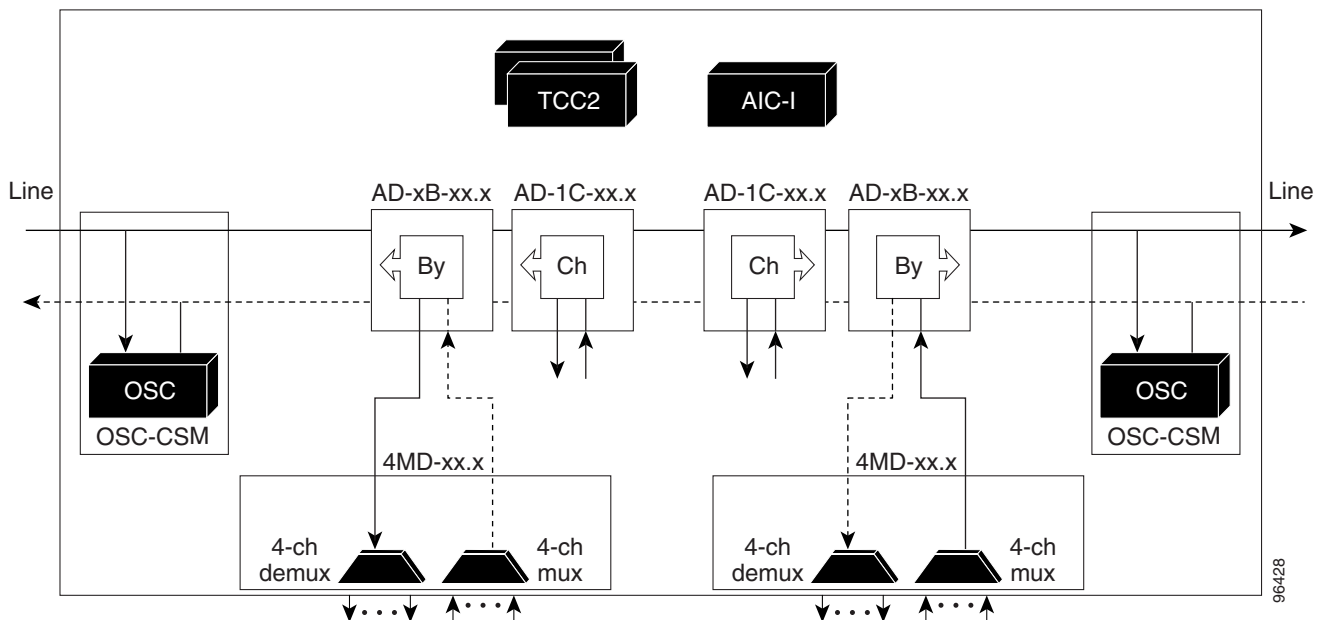 TCC2
AIC-I
Line
AD-xB-xx.x
AD-1C-xx.x
AD-1C-xx.x
AD-xB-xx.x
Line
By
Ch
Ch
By
OSC
OSC-CSM
OSC
OSC-CSM
4MD-xx.x
4MD-xx.x
4-ch
demux
4-ch
mux
4-ch
demux
4-ch
mux
96428